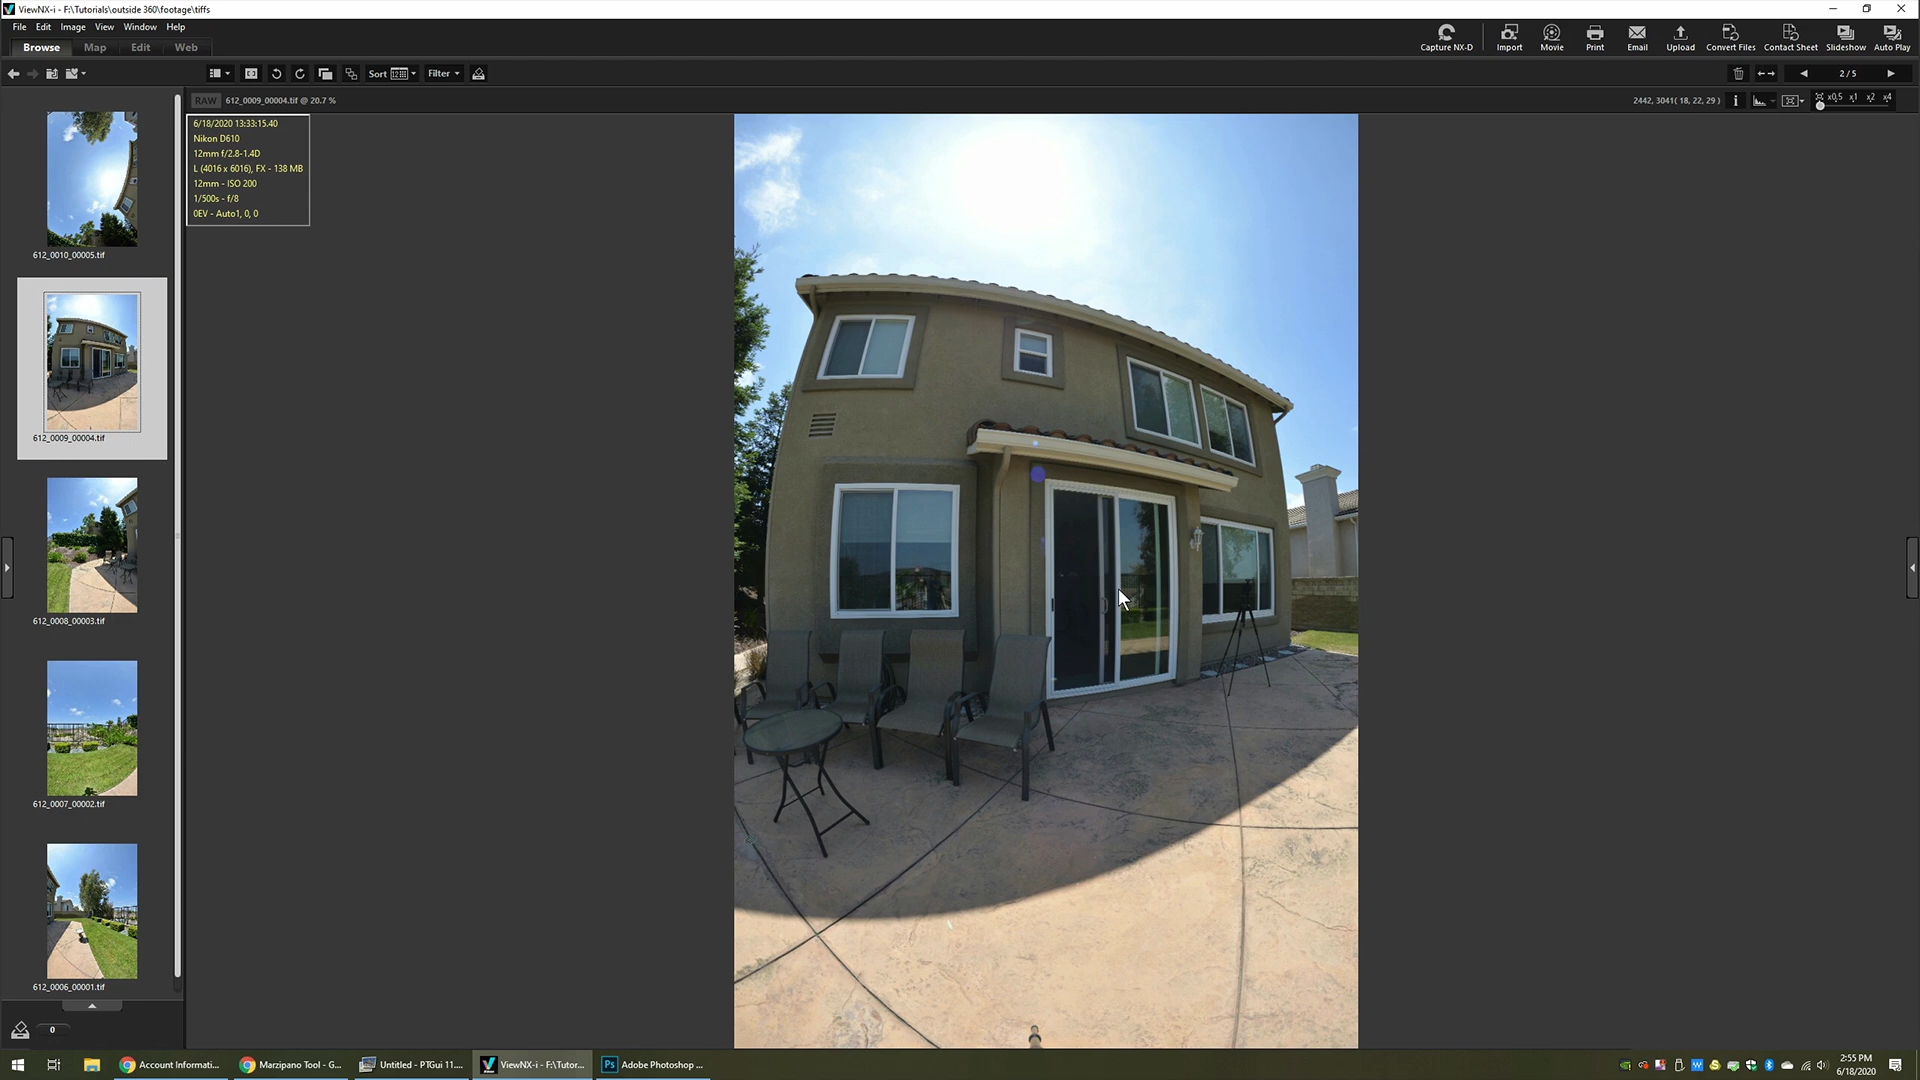 ViewNX-i - F:\Tutorials\outside 360\footage\tiffs
File Edit Image View Window Help
Browse Map Edit Web
Capture NX-D Import Movie Print Email Upload Convert Files Contact Sheet Slideshow Auto Play
Sort Filter
2 / 5
RAW 612_0009_00004.tif @ 20.7 %
2442, 3041( 18, 22, 29 )
x0,5 x1 x2 x4
6/18/2020 13:33:15.40
Nikon D610
12mm f/2.8-1.4D
L (4016 x 6016), FX - 138 MB
12mm - ISO 200
1/500s - f/8
0EV - Auto1, 0, 0
612_0010_00005.tif
612_0009_00004.tif
612_0008_00003.tif
612_0007_00002.tif
612_0006_00001.tif
0
Account Informati...
Marzipano Tool - G...
Untitled - PTGui 11....
ViewNX-i - F:\Tutor...
Ps Adobe Photoshop ...
2:55 PM
6/18/2020